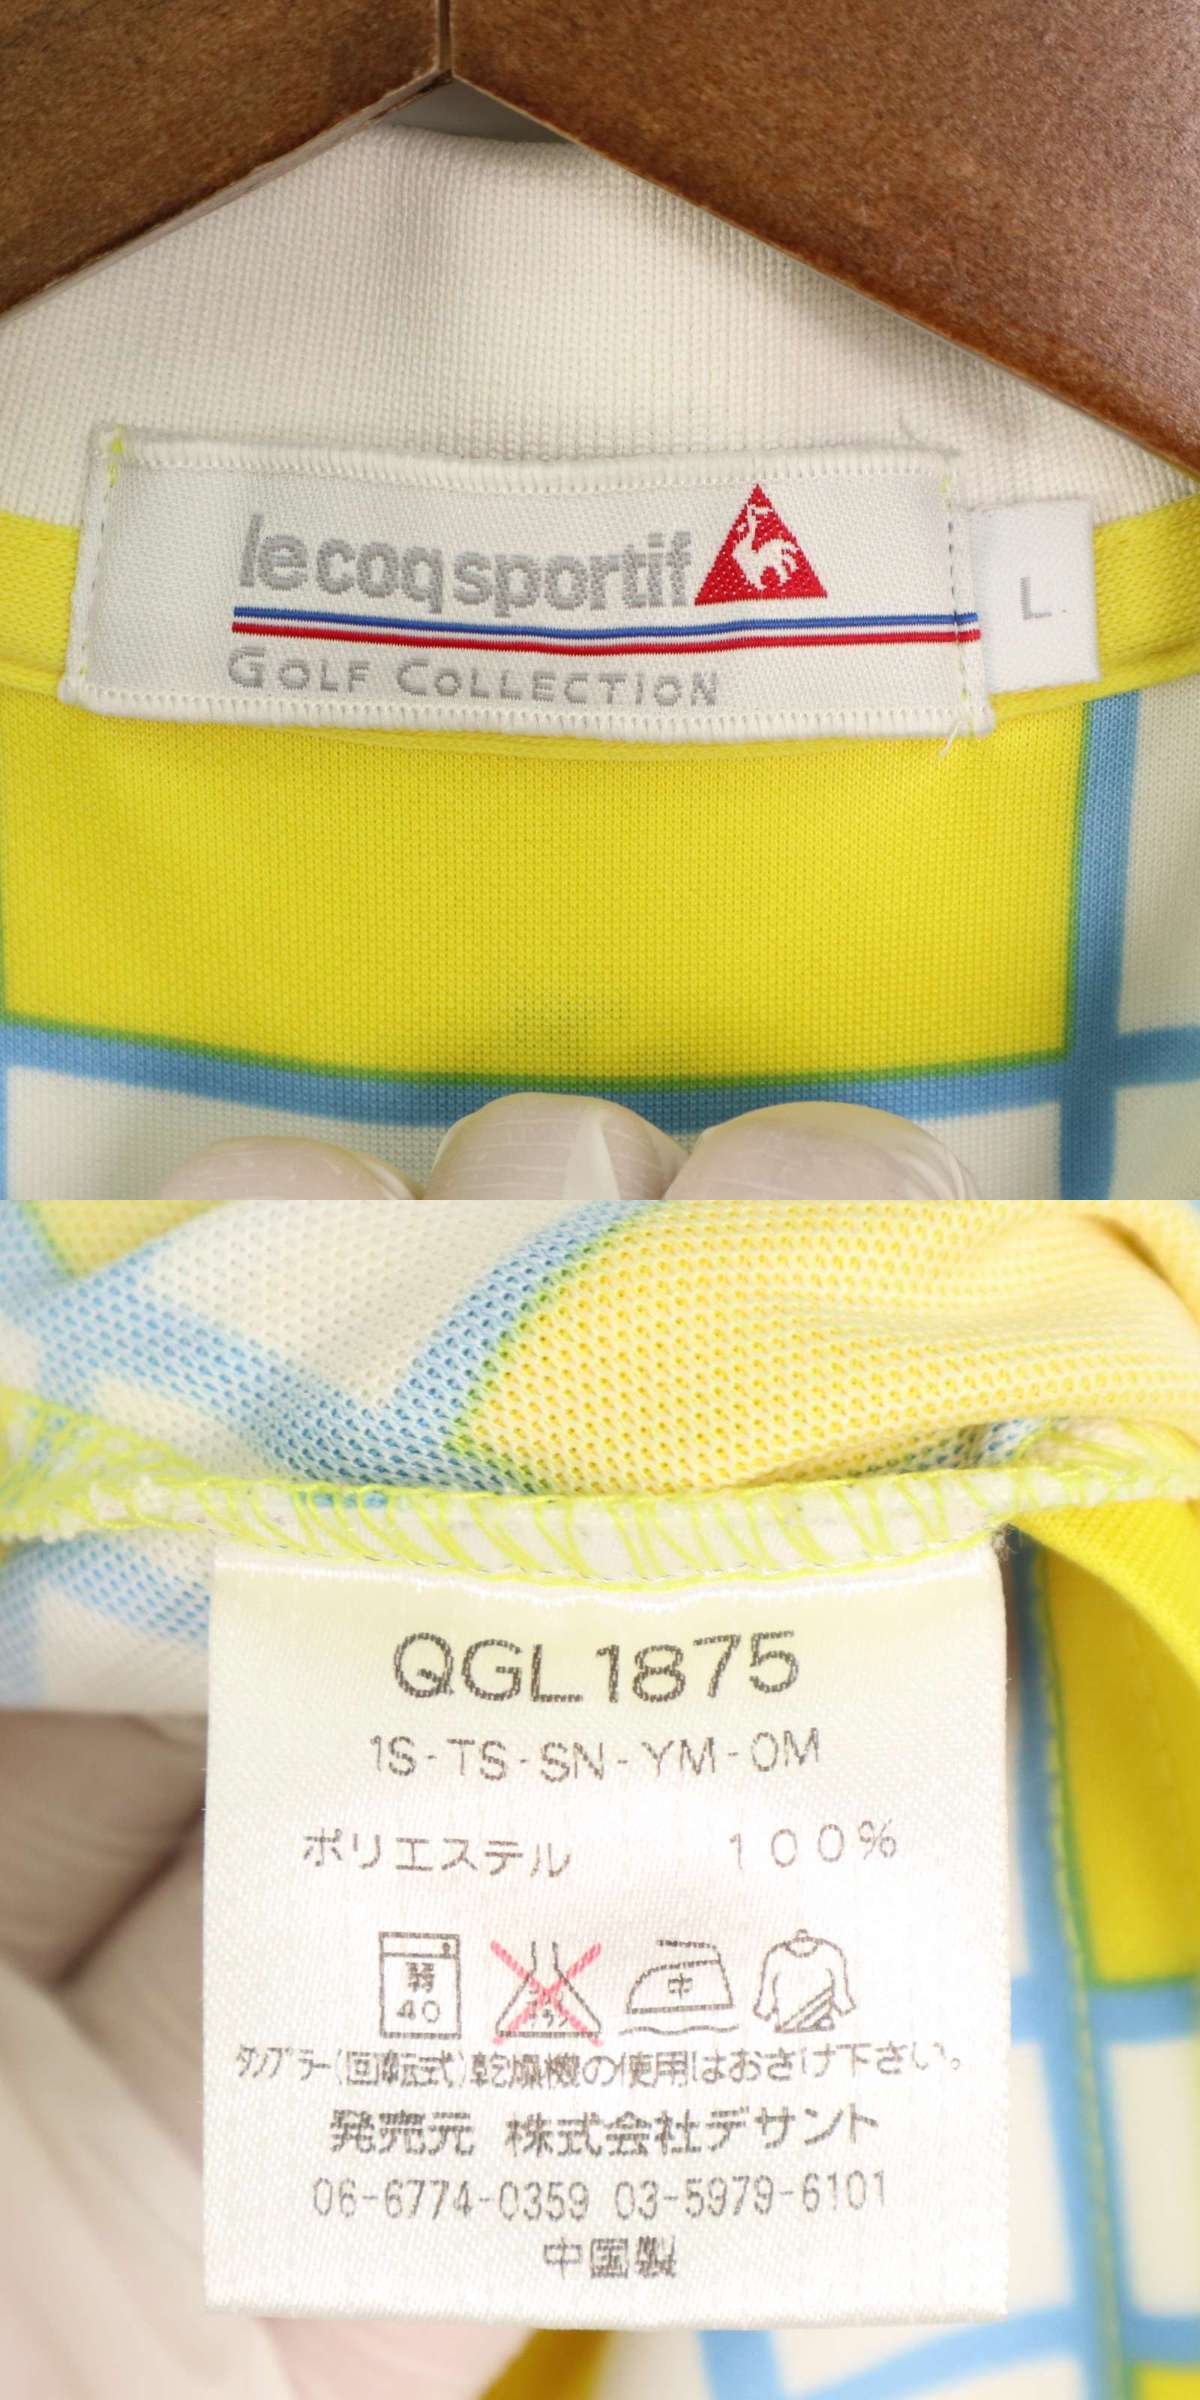 le coq sportif
GOLF COLLECTION
L
QGL1875
1S-TS-SN-YM-0M
ポリエステル 100%
弱
40
中
タンブラー(回転式)乾燥機の使用はおさけ下さい。
発売元 株式会社デサント
06-6774-0359 03-5979-6101
中国製